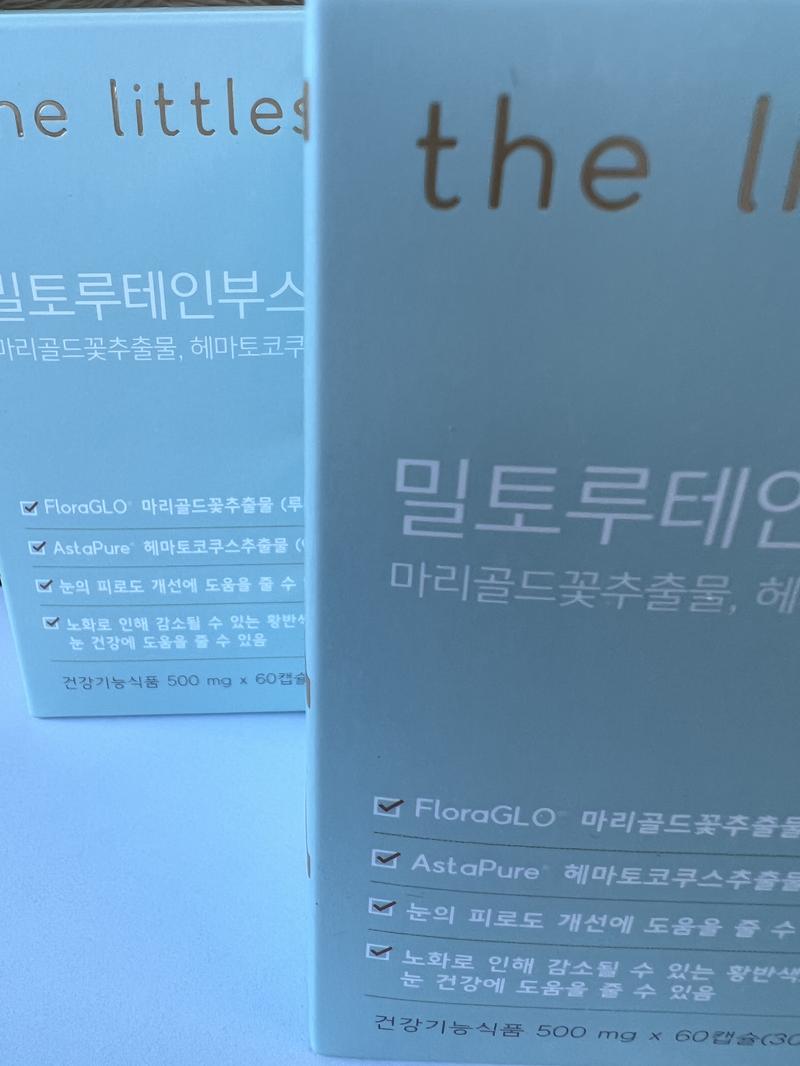 he littles
밀토루테인부스
마리골드꽃추출물, 헤마토코쿠
FloraGLO® 마리골드꽃추출물 (루
AstaPure® 헤마토코쿠스추출물 (
눈의 피로도 개선에 도움을 줄 수
노화로 인해 감소될 수 있는 황반색
눈 건강에 도움을 줄 수 있음
건강기능식품 500 mg x 60캡슐
the li
밀토루테인
마리골드꽃추출물, 헤
FloraGLO® 마리골드꽃추출물
AstaPure® 헤마토코쿠스추출물
눈의 피로도 개선에 도움을 줄 수
노화로 인해 감소될 수 있는 황반색
눈 건강에 도움을 줄 수 있음
건강기능식품 500 mg x 60캡슐(30